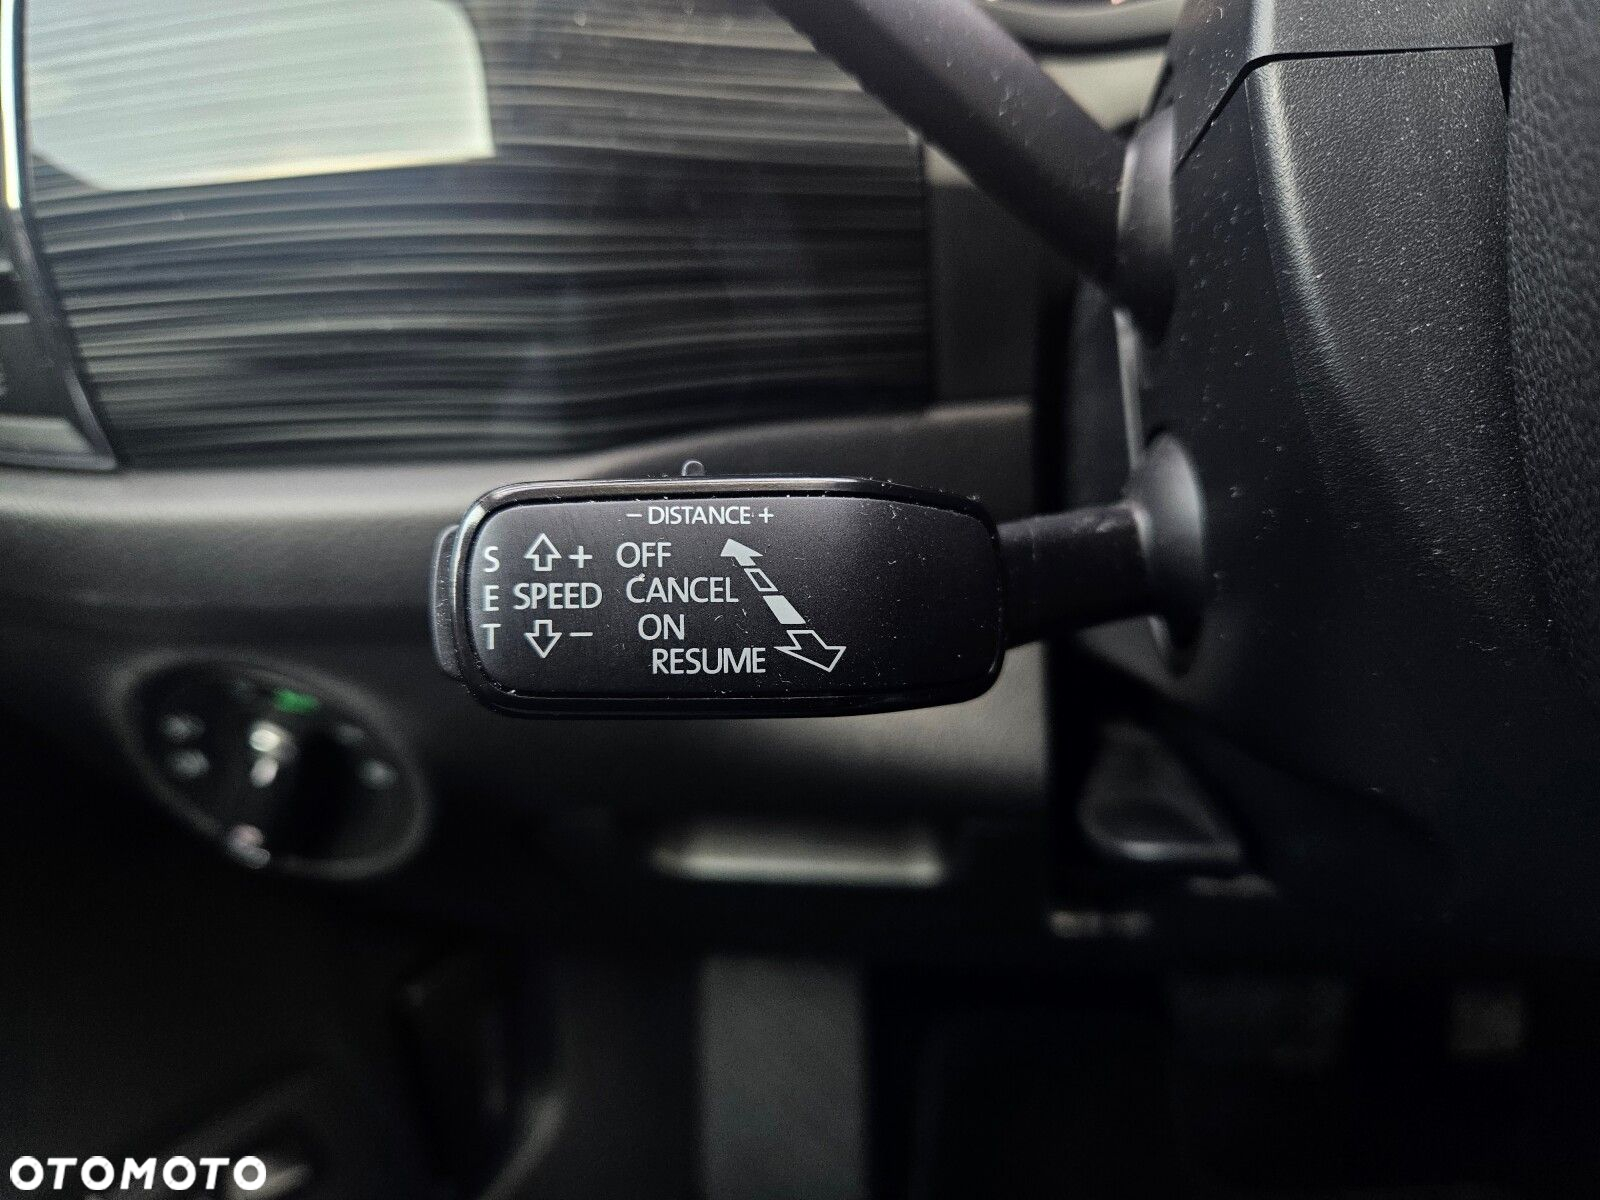 - DISTANCE +
S + OFF
E SPEED CANCEL
T - ON
RESUME
OTOMOTO